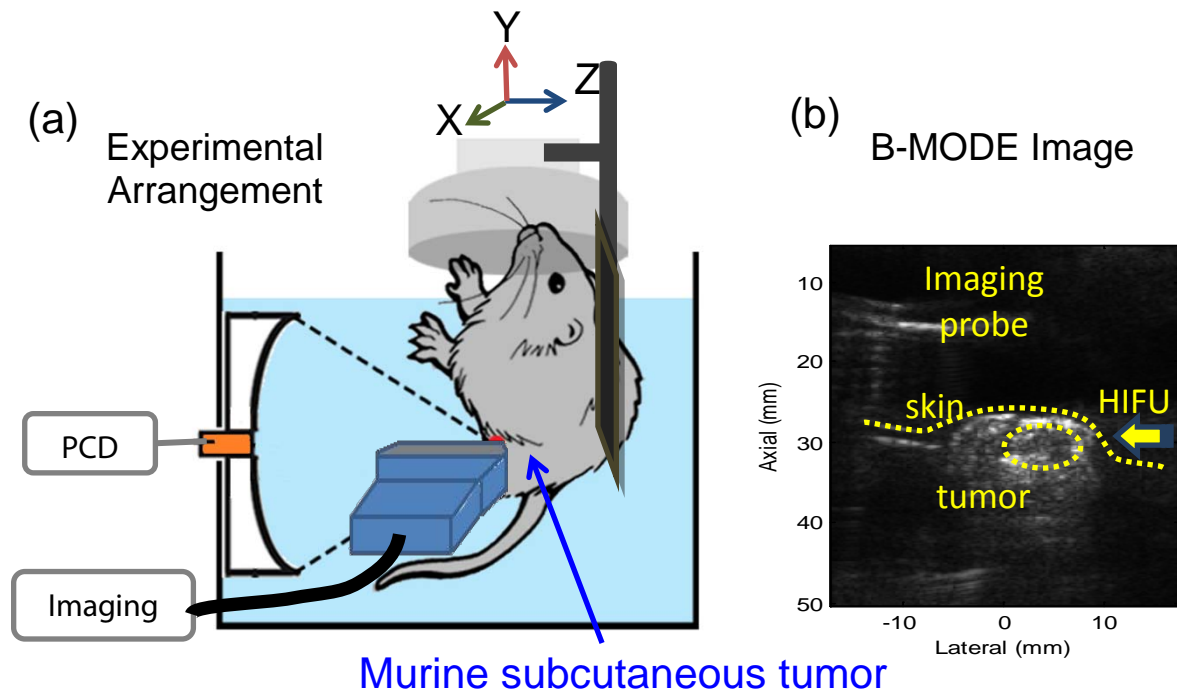 (a)
Experimental
Arrangement
Y
Z
X
PCD
Imaging
Murine subcutaneous tumor
(b)
B-MODE Image
Imaging
probe
skin
HIFU
tumor
Axial (mm)
10
20
30
40
50
-10
0
10
Lateral (mm)